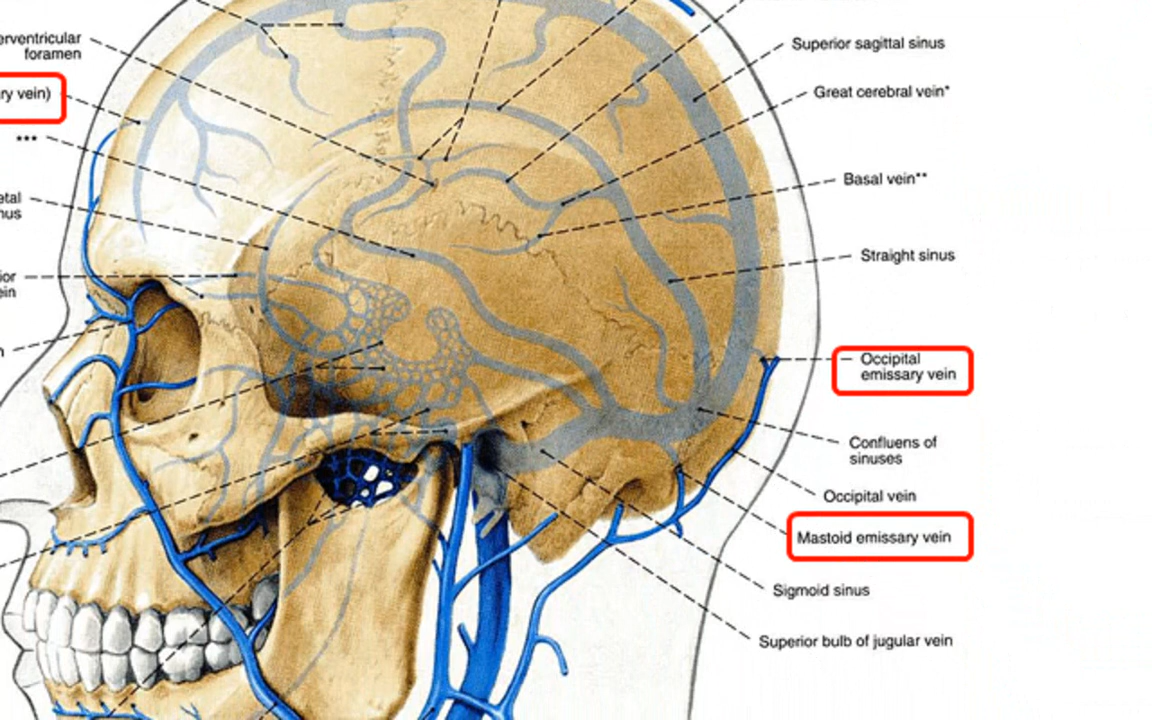 erventricular
foramen
ry vein)
***
etal
nus
ior
ein
n
Superior sagittal sinus
Great cerebral vein*
Basal vein**
Straight sinus
Occipital
emissary vein
Confluens of
sinuses
Occipital vein
Mastoid emissary vein
Sigmoid sinus
Superior bulb of jugular vein